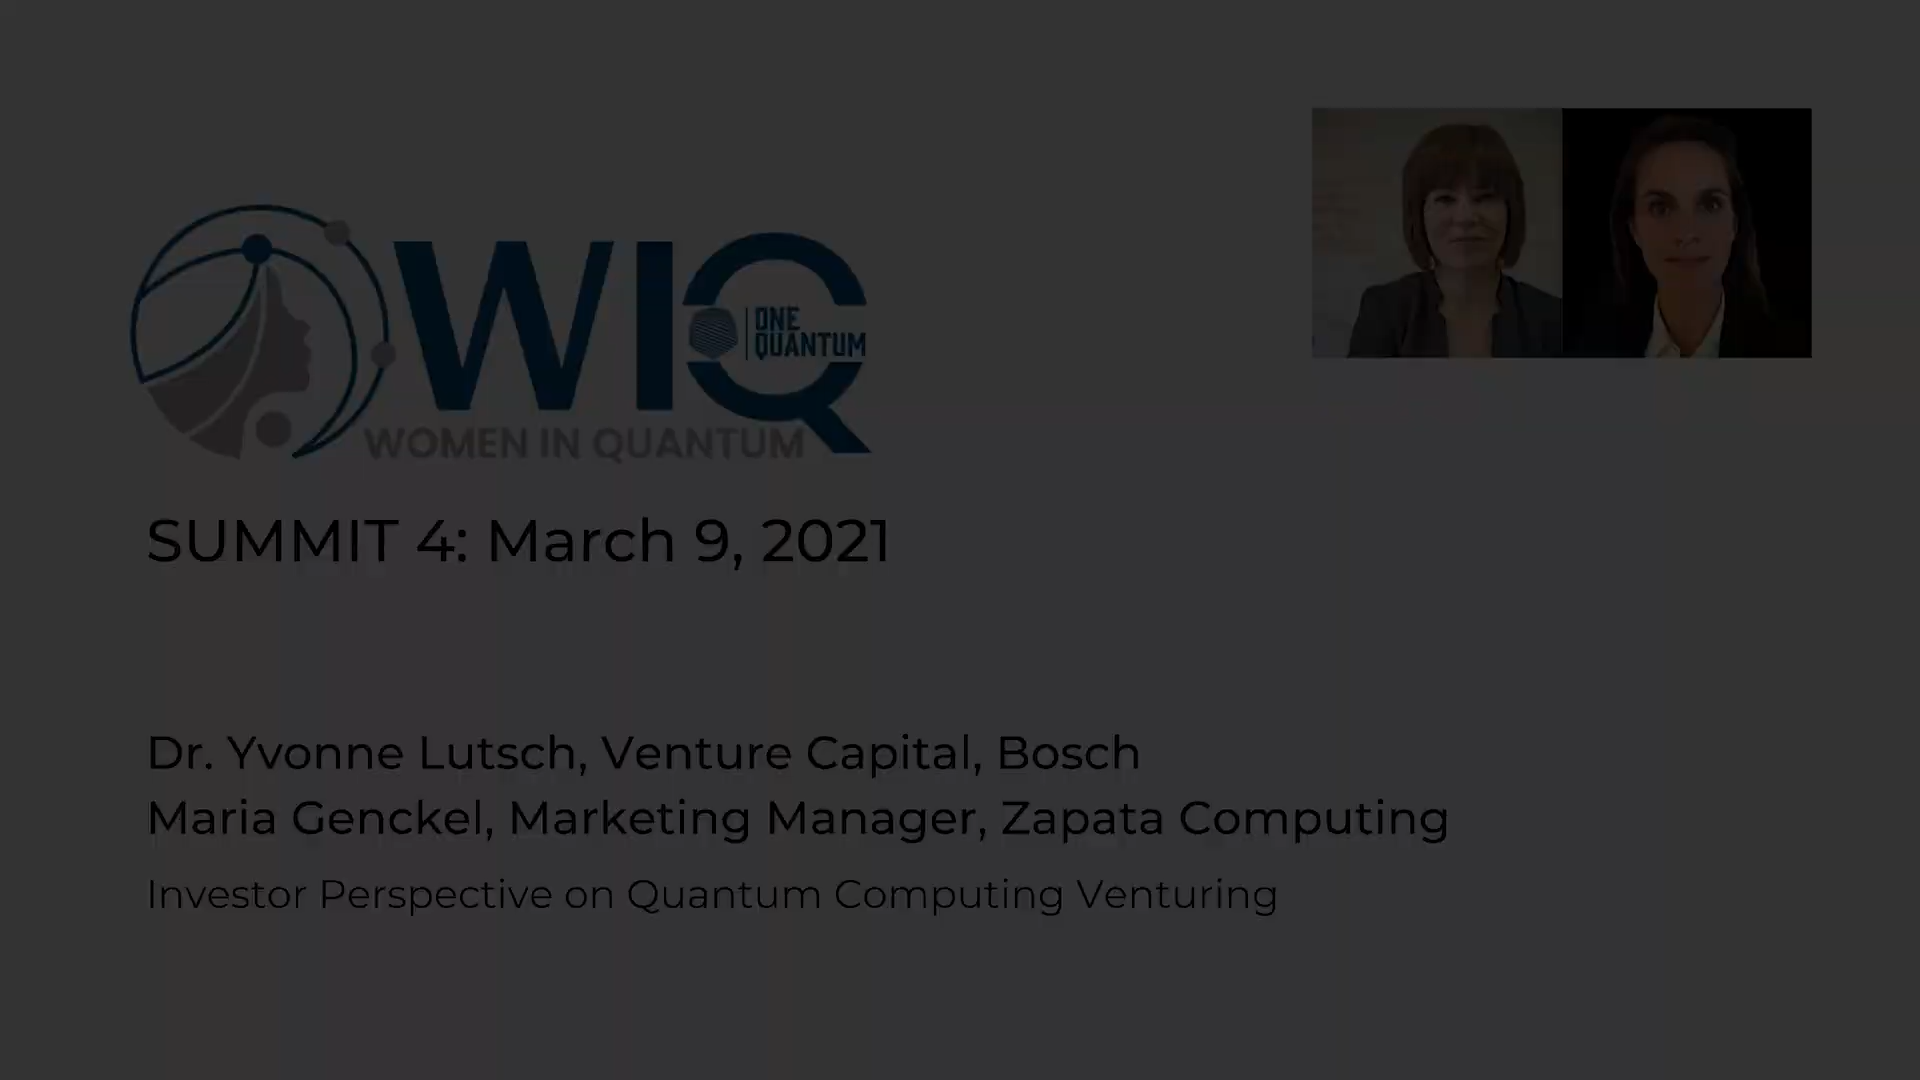 WIQ
ONE
QUANTUM
WOMEN IN QUANTUM
SUMMIT 4: March 9, 2021
Dr. Yvonne Lutsch, Venture Capital, Bosch
Maria Genckel, Marketing Manager, Zapata Computing
Investor Perspective on Quantum Computing Venturing